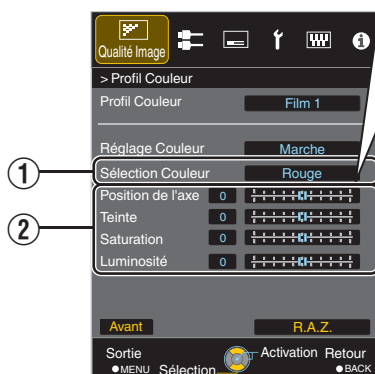 Qualité Image
> Profil Couleur
Profil Couleur Film 1
Réglage Couleur Marche
1 Sélection Couleur Rouge
2
Position de l'axe 0
Teinte 0
Saturation 0
Luminosité 0
Avant R.A.Z.
Sortie Activation Retour
●MENU Sélection ●BACK